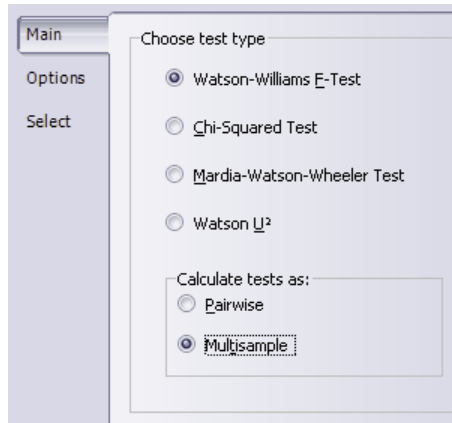 Main
Options
Select
Choose test type
Watson-Williams F-Test
Chi-Squared Test
Mardia-Watson-Wheeler Test
Watson U²
Calculate tests as:
Pairwise
Multisample